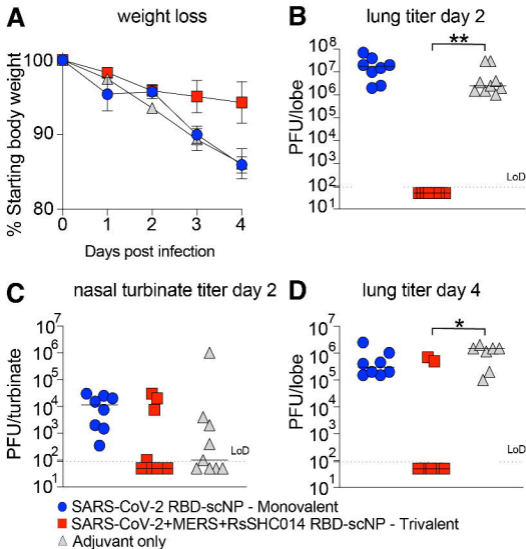 A weight loss
% Starting body weight
100
90
80
0 1 2 3 4
Days post infection
B lung titer day 2
**
PFU/lobe
10^8
10^7
10^6
10^5
10^4
10^3
10^2
10^1
LoD
C nasal turbinate titer day 2
PFU/turbinate
10^7
10^6
10^5
10^4
10^3
10^2
10^1
LoD
D lung titer day 4
*
PFU/lobe
10^7
10^6
10^5
10^4
10^3
10^2
10^1
LoD
SARS-CoV-2 RBD-scNP - Monovalent
SARS-CoV-2+MERS+RsSHC014 RBD-scNP - Trivalent
Adjuvant only